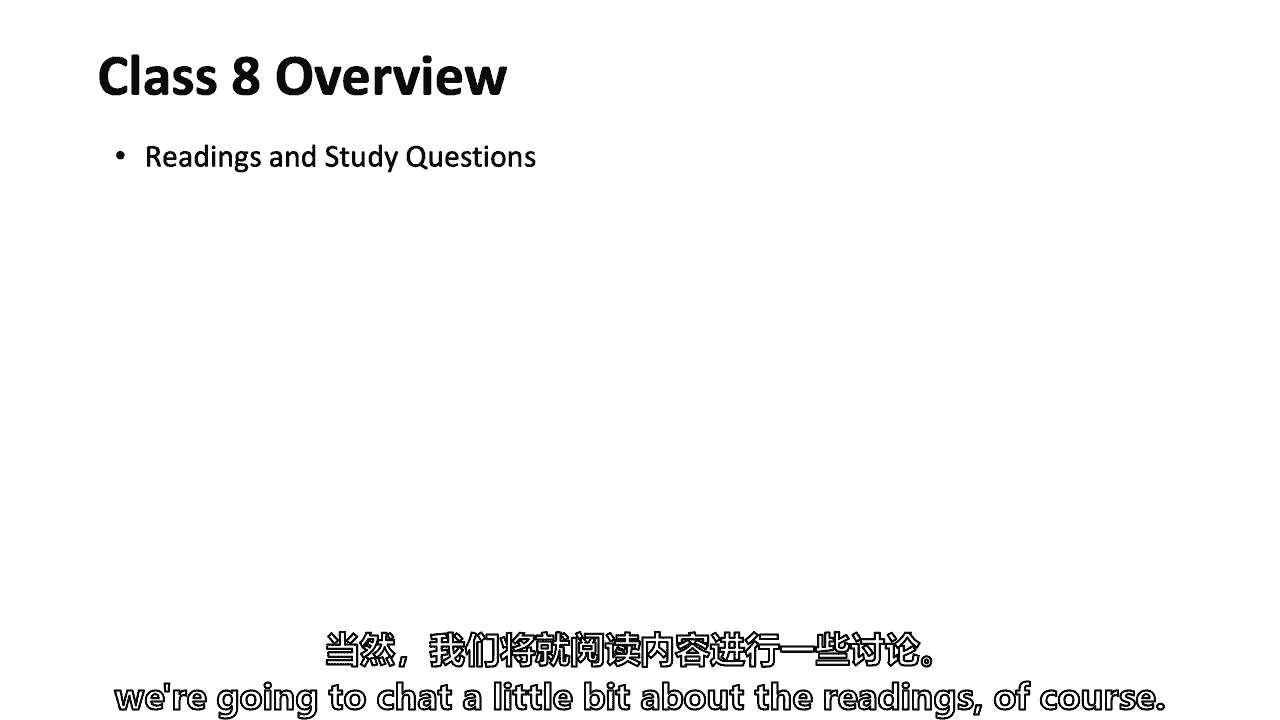 Class 8 Overview
• Readings and Study Questions
当然，我们将就阅读内容进行一些讨论。
we're going to chat a little bit about the readings, of course.